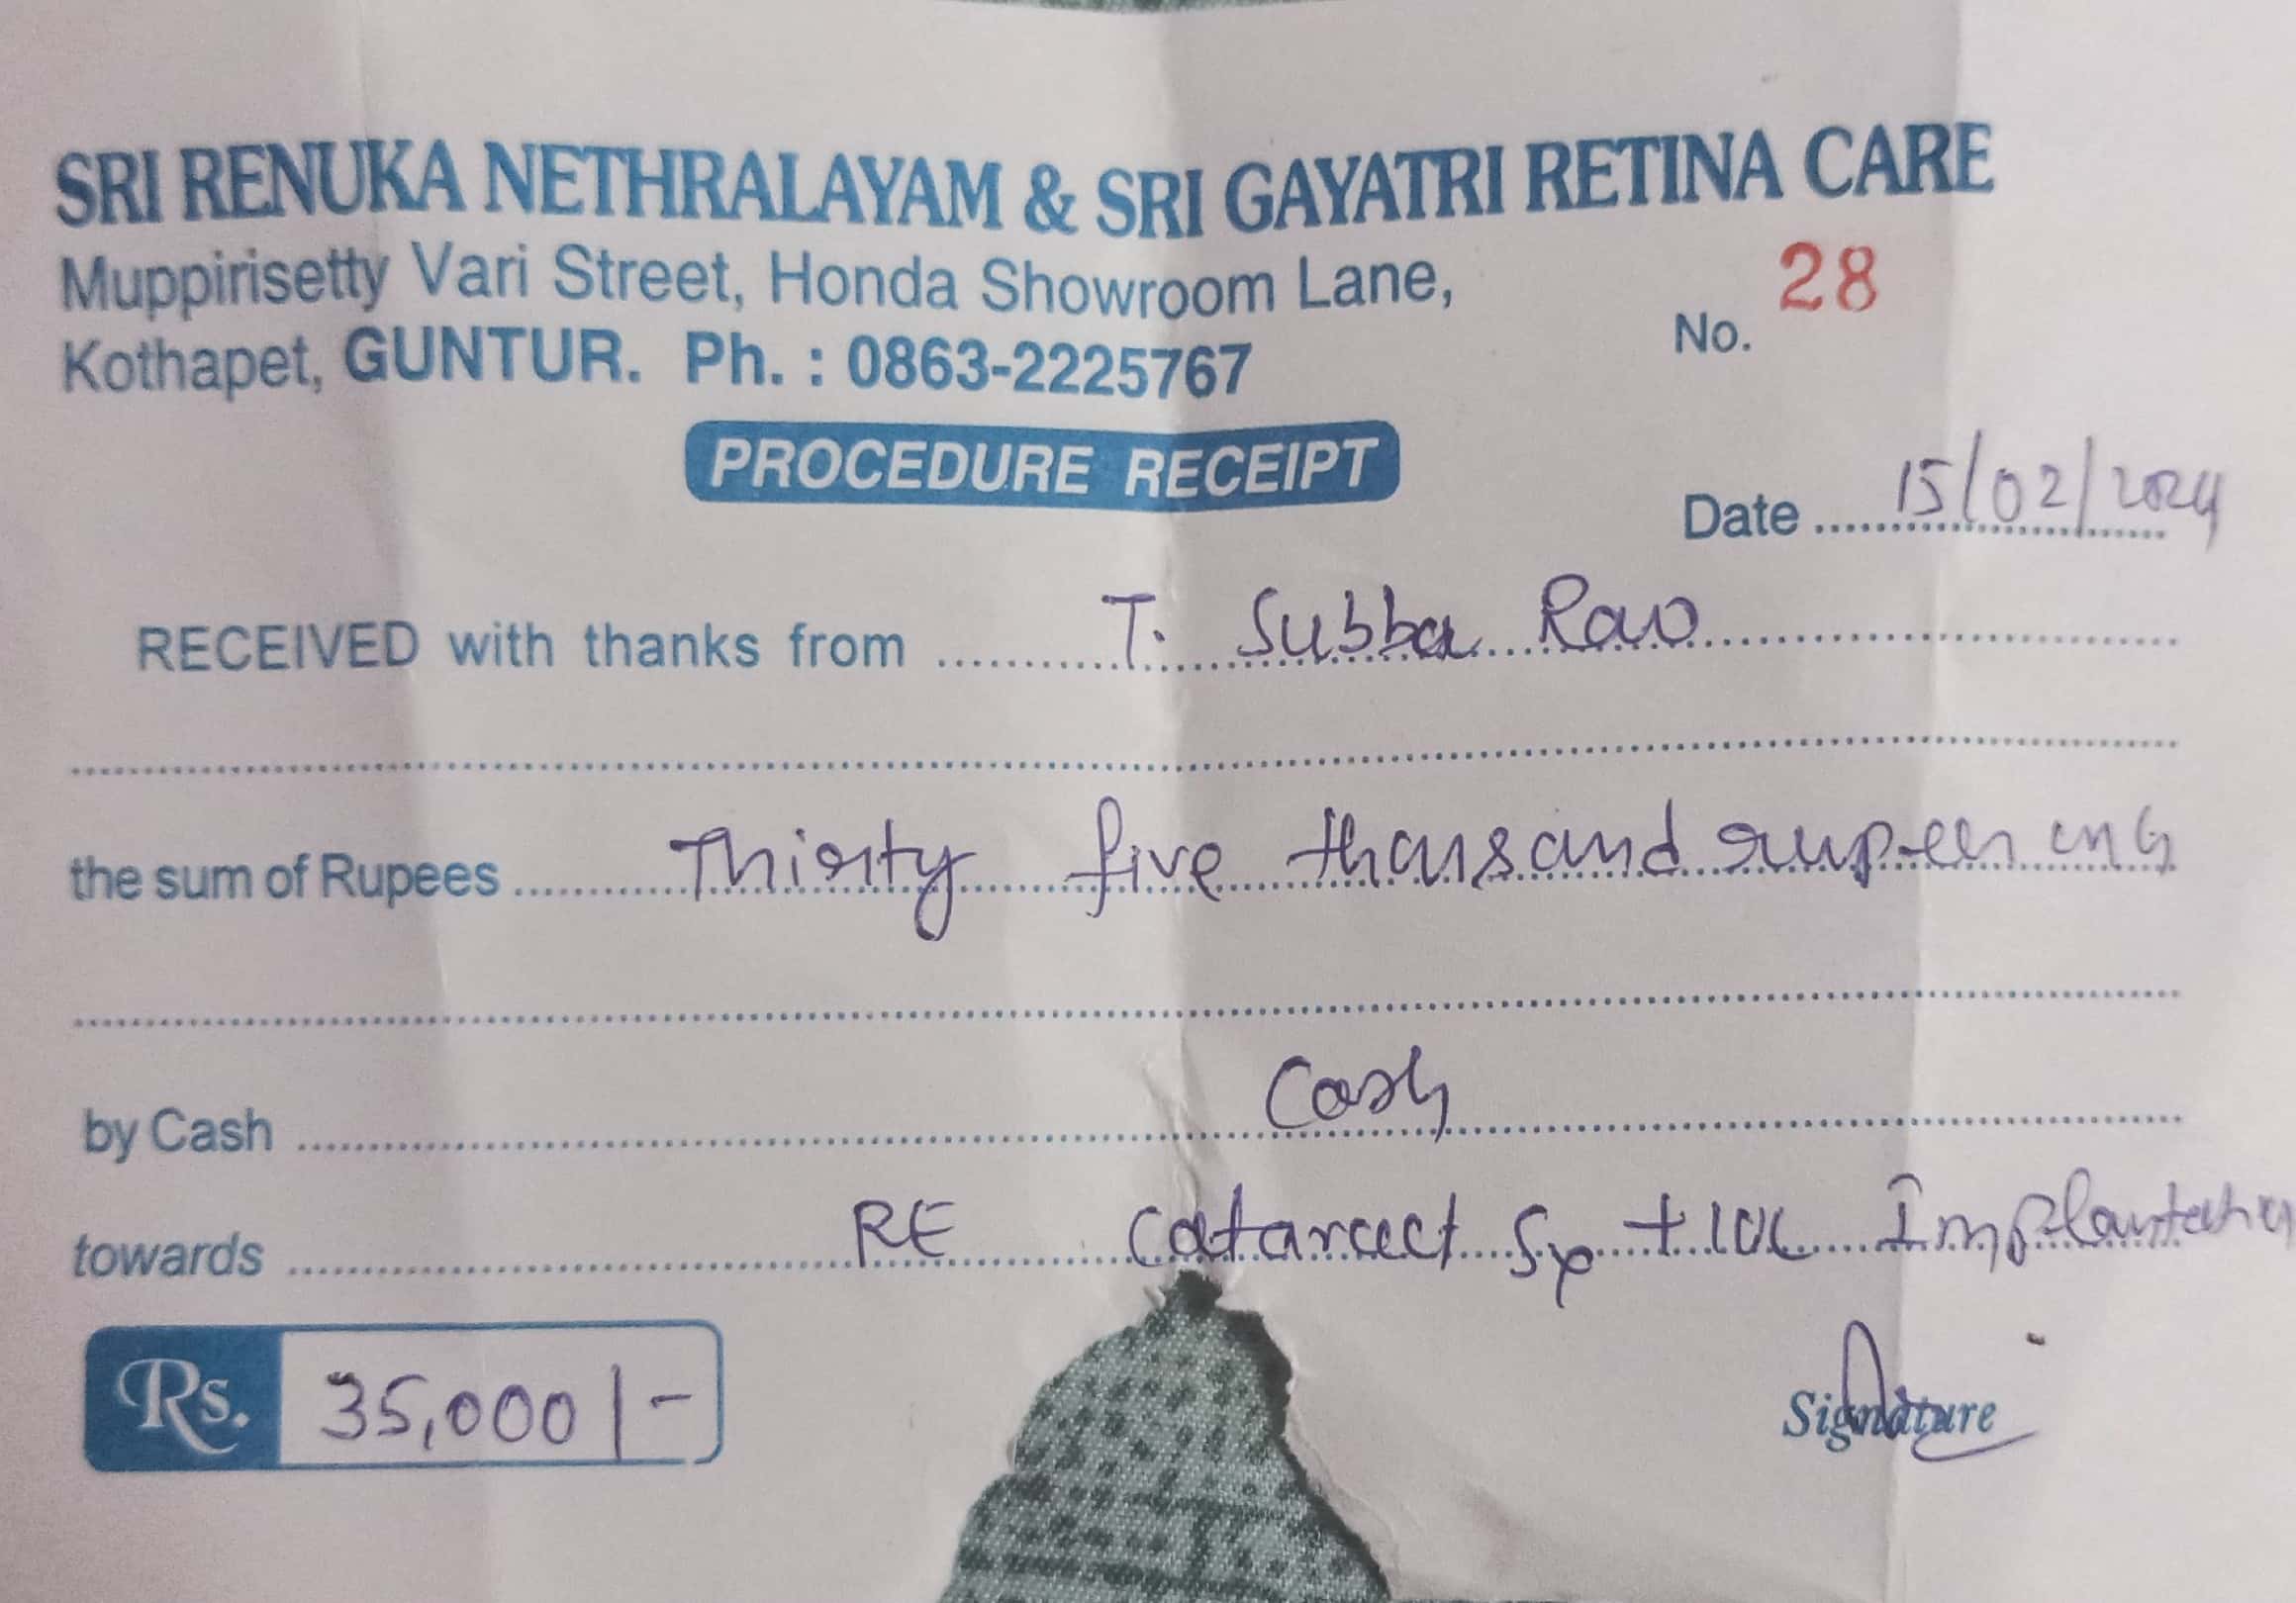 SRI RENUKA NETHRALAYAM & SRI GAYATRI RETINA CARE
Muppirisetty Vari Street, Honda Showroom Lane,
Kothapet, GUNTUR. Ph. : 0863-2225767
No. 28
PROCEDURE RECEIPT
Date 15/02/2024
RECEIVED with thanks from T. Subba Rao
the sum of Rupees Thirty five thousand rupees only
by Cash Cash
towards RE Catarcect Sx + IOL Implantation
Rs. 35,000/-
Signature